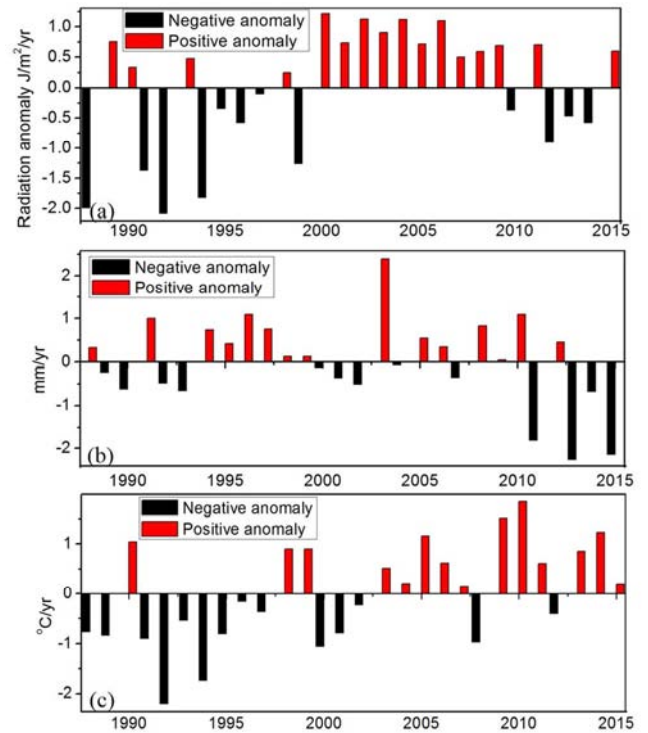 Negative anomaly
Positive anomaly
Radiation anomaly J/m²/yr
1.0
0.5
0.0
-0.5
-1.0
-1.5
-2.0
(a)
1990 1995 2000 2005 2010 2015
Negative anomaly
Positive anomaly
mm/yr
2
1
0
-1
-2
(b)
1990 1995 2000 2005 2010 2015
Negative anomaly
Positive anomaly
°C/yr
1
0
-1
-2
(c)
1990 1995 2000 2005 2010 2015